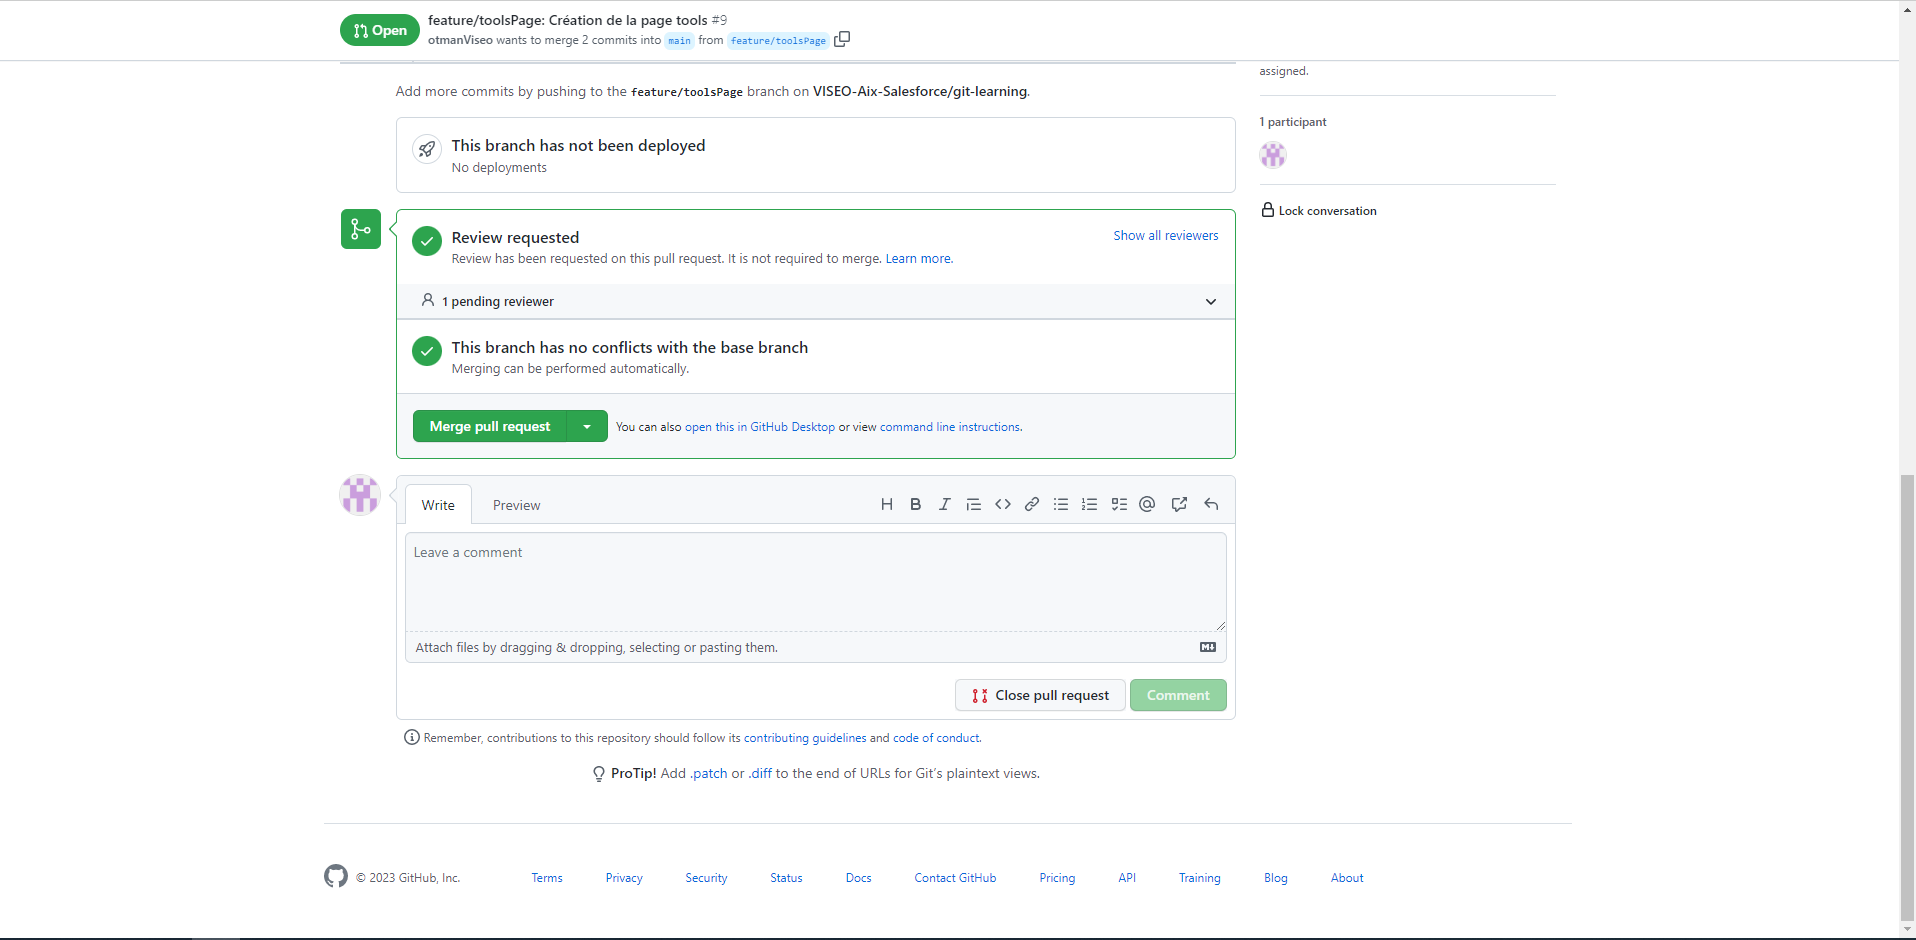 Open
feature/toolsPage: Création de la page tools #9
otmanViseo wants to merge 2 commits into main from feature/toolsPage
assigned.
Add more commits by pushing to the feature/toolsPage branch on VISEO-Aix-Salesforce/git-learning.
1 participant
This branch has not been deployed
No deployments
Lock conversation
Review requested
Show all reviewers
Review has been requested on this pull request. It is not required to merge. Learn more.
1 pending reviewer
This branch has no conflicts with the base branch
Merging can be performed automatically.
Merge pull request You can also open this in GitHub Desktop or view command line instructions.
Write Preview
Leave a comment
Attach files by dragging & dropping, selecting or pasting them.
Close pull request Comment
Remember, contributions to this repository should follow its contributing guidelines and code of conduct.
ProTip! Add .patch or .diff to the end of URLs for Git’s plaintext views.
© 2023 GitHub, Inc. Terms Privacy Security Status Docs Contact GitHub Pricing API Training Blog About